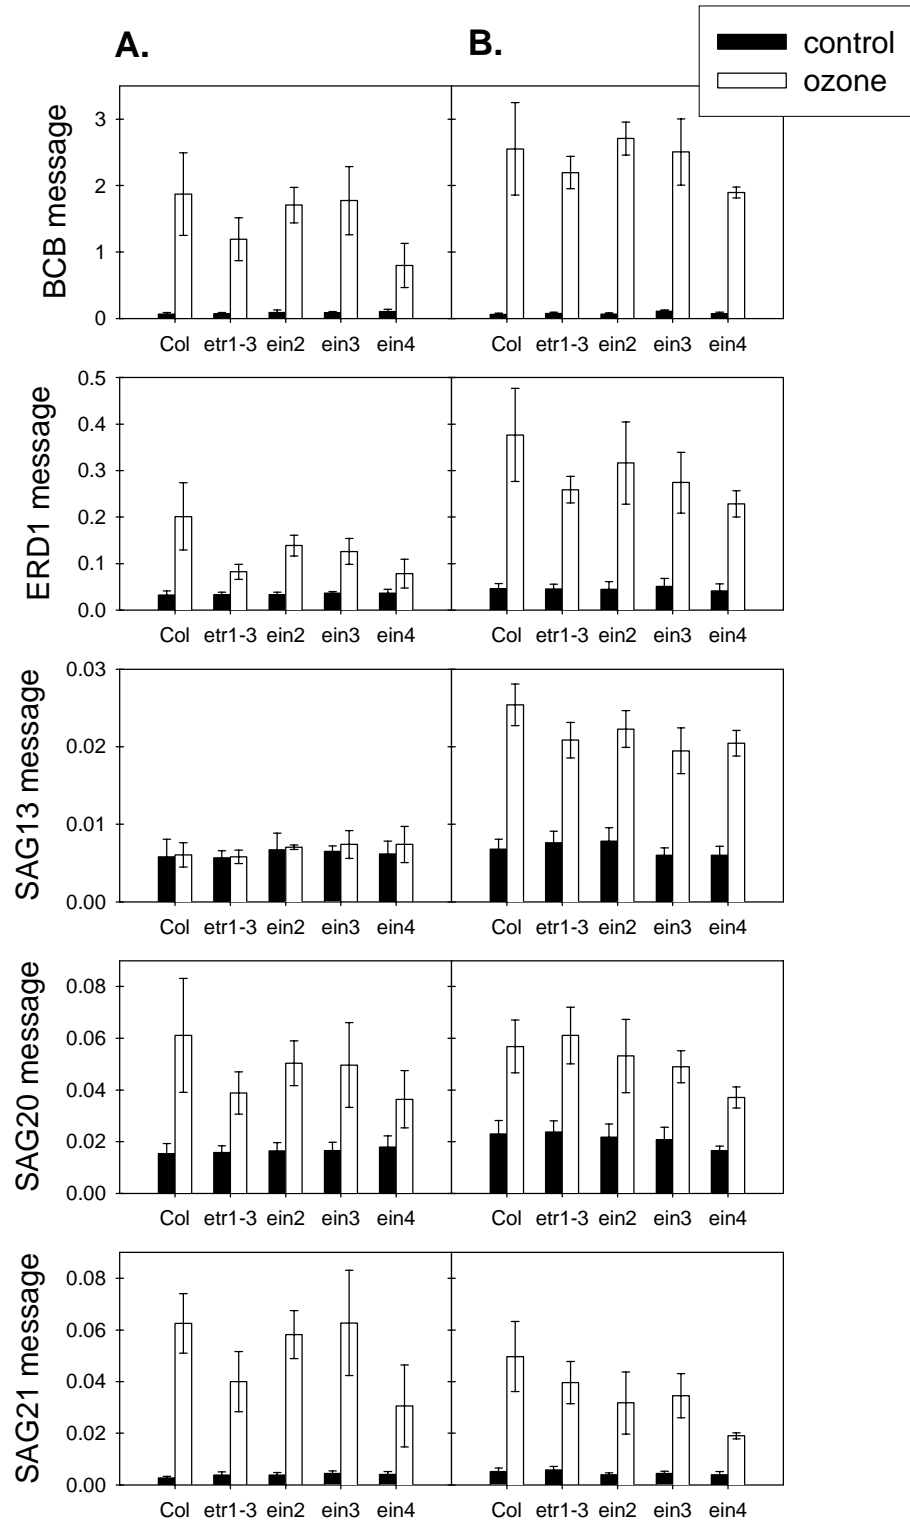 A. B.
control
ozone
BCB message
3
2
1
0
Col etr1-3 ein2 ein3 ein4 Col etr1-3 ein2 ein3 ein4
ERD1 message
0.5
0.4
0.3
0.2
0.1
0.0
Col etr1-3 ein2 ein3 ein4 Col etr1-3 ein2 ein3 ein4
SAG13 message
0.03
0.02
0.01
0.00
Col etr1-3 ein2 ein3 ein4 Col etr1-3 ein2 ein3 ein4
SAG20 message
0.08
0.06
0.04
0.02
0.00
Col etr1-3 ein2 ein3 ein4 Col etr1-3 ein2 ein3 ein4
SAG21 message
0.08
0.06
0.04
0.02
0.00
Col etr1-3 ein2 ein3 ein4 Col etr1-3 ein2 ein3 ein4